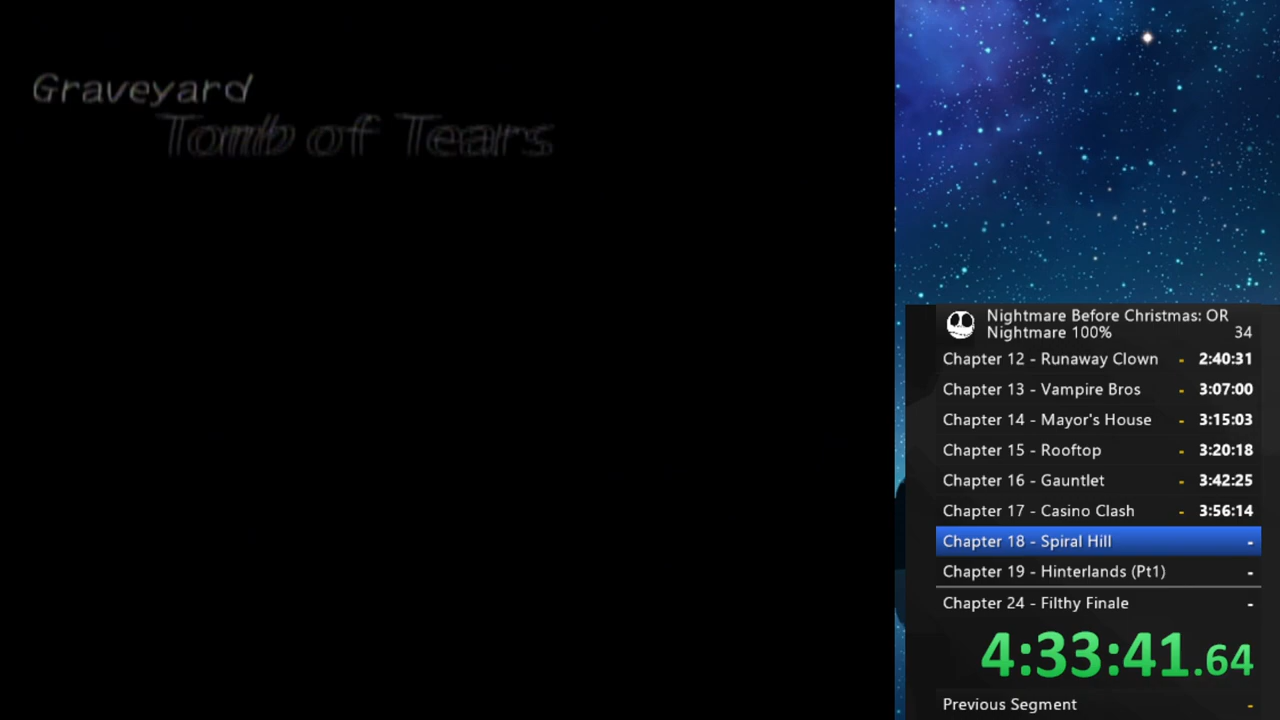 Graveyard
Tomb of Tears
Nightmare Before Christmas: OR
Nightmare 100% 34
Chapter 12 - Runaway Clown - 2:40:31
Chapter 13 - Vampire Bros - 3:07:00
Chapter 14 - Mayor's House - 3:15:03
Chapter 15 - Rooftop - 3:20:18
Chapter 16 - Gauntlet - 3:42:25
Chapter 17 - Casino Clash - 3:56:14
Chapter 18 - Spiral Hill -
Chapter 19 - Hinterlands (Pt1) -
Chapter 24 - Filthy Finale -
4:33:41.64
Previous Segment -